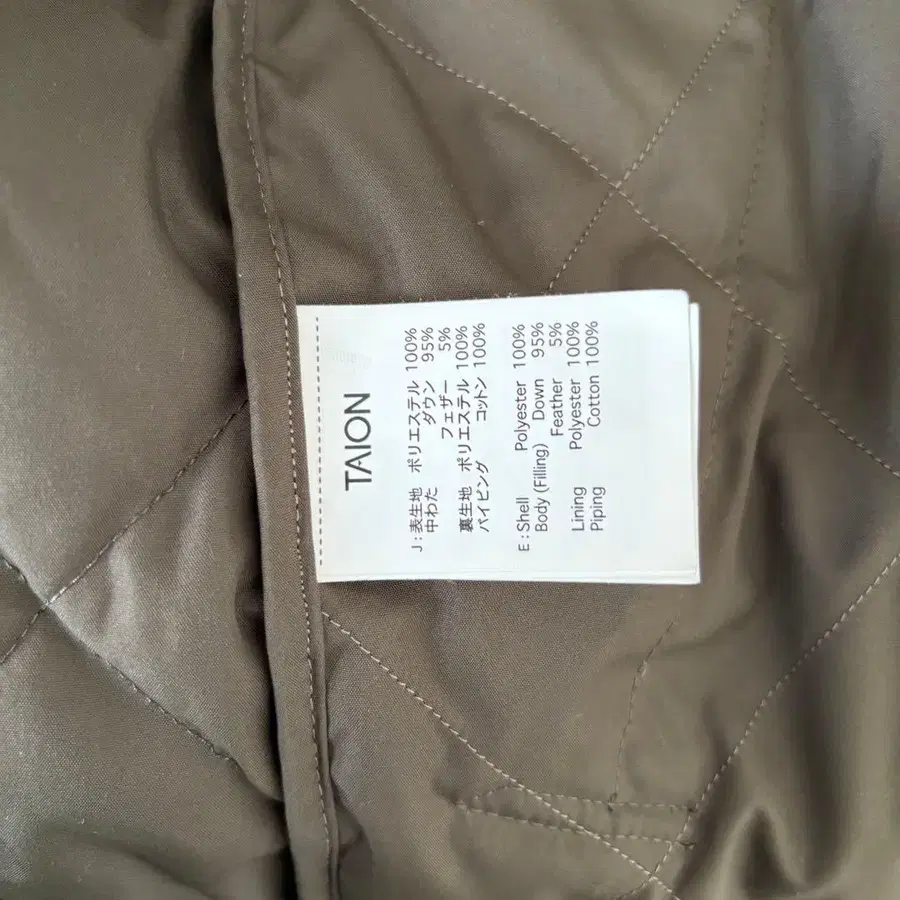 TAION
J : 表生地 ポリエステル 100%
中わた ダウン 95%
フェザー 5%
裏生地 ポリエステル 100%
パイピング コットン 100%
E : Shell Polyester 100%
Body (Filling) Down 95%
Feather 5%
Lining Polyester 100%
Piping Cotton 100%